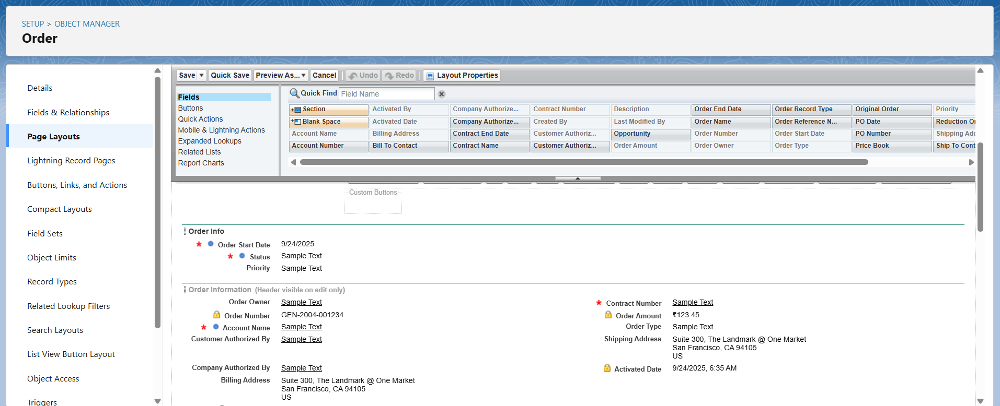 SETUP > OBJECT MANAGER
Order
Details
Fields & Relationships
Page Layouts
Lightning Record Pages
Buttons, Links, and Actions
Compact Layouts
Field Sets
Object Limits
Record Types
Related Lookup Filters
Search Layouts
List View Button Layout
Object Access
Triggers
Save Quick Save Preview As... Cancel Undo Redo Layout Properties
Fields
Buttons
Quick Actions
Mobile & Lightning Actions
Expanded Lookups
Related Lists
Report Charts
Quick Find Field Name
Section Activated By Company Authorize... Contract Number Description Order End Date Order Record Type Original Order Priority
Blank Space Activated Date Company Authorize... Created By Last Modified By Order Name Order Reference N... PO Date Reduction Or
Account Name Billing Address Contract End Date Customer Authoriz... Opportunity Order Number Order Start Date PO Number Shipping Add
Account Number Bill To Contact Contract Name Customer Authoriz... Order Amount Order Owner Order Type Price Book Ship To Cont
Custom Buttons
Order Info
* Order Start Date 9/24/2025
* Status Sample Text
Priority Sample Text
Order Information (Header visible on edit only)
Order Owner Sample Text * Contract Number Sample Text
Order Number GEN-2004-001234 Order Amount ₹123.45
* Account Name Sample Text Order Type Sample Text
Customer Authorized By Sample Text Shipping Address Suite 300, The Landmark @ One Market
San Francisco, CA 94105
US
Company Authorized By Sample Text Activated Date 9/24/2025, 6:35 AM
Billing Address Suite 300, The Landmark @ One Market
San Francisco, CA 94105
US